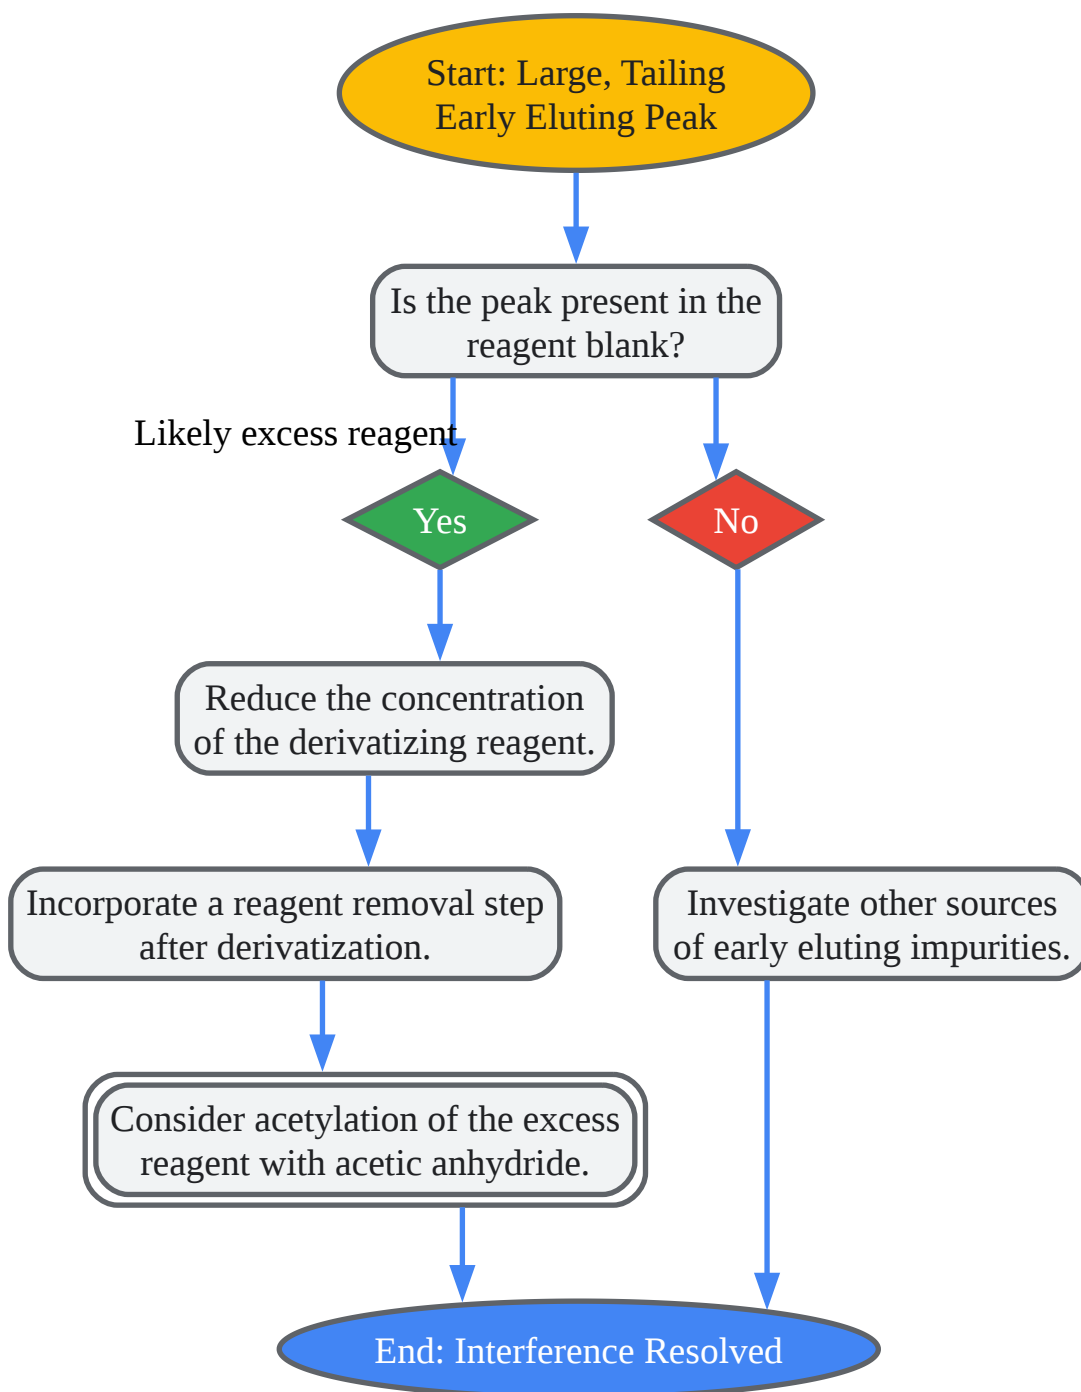 Start: Large, Tailing
Early Eluting Peak
Is the peak present in the
reagent blank?
Likely excess reagent
Yes
No
Reduce the concentration
of the derivatizing reagent.
Incorporate a reagent removal step
after derivatization.
Investigate other sources
of early eluting impurities.
Consider acetylation of the excess
reagent with acetic anhydride.
End: Interference Resolved